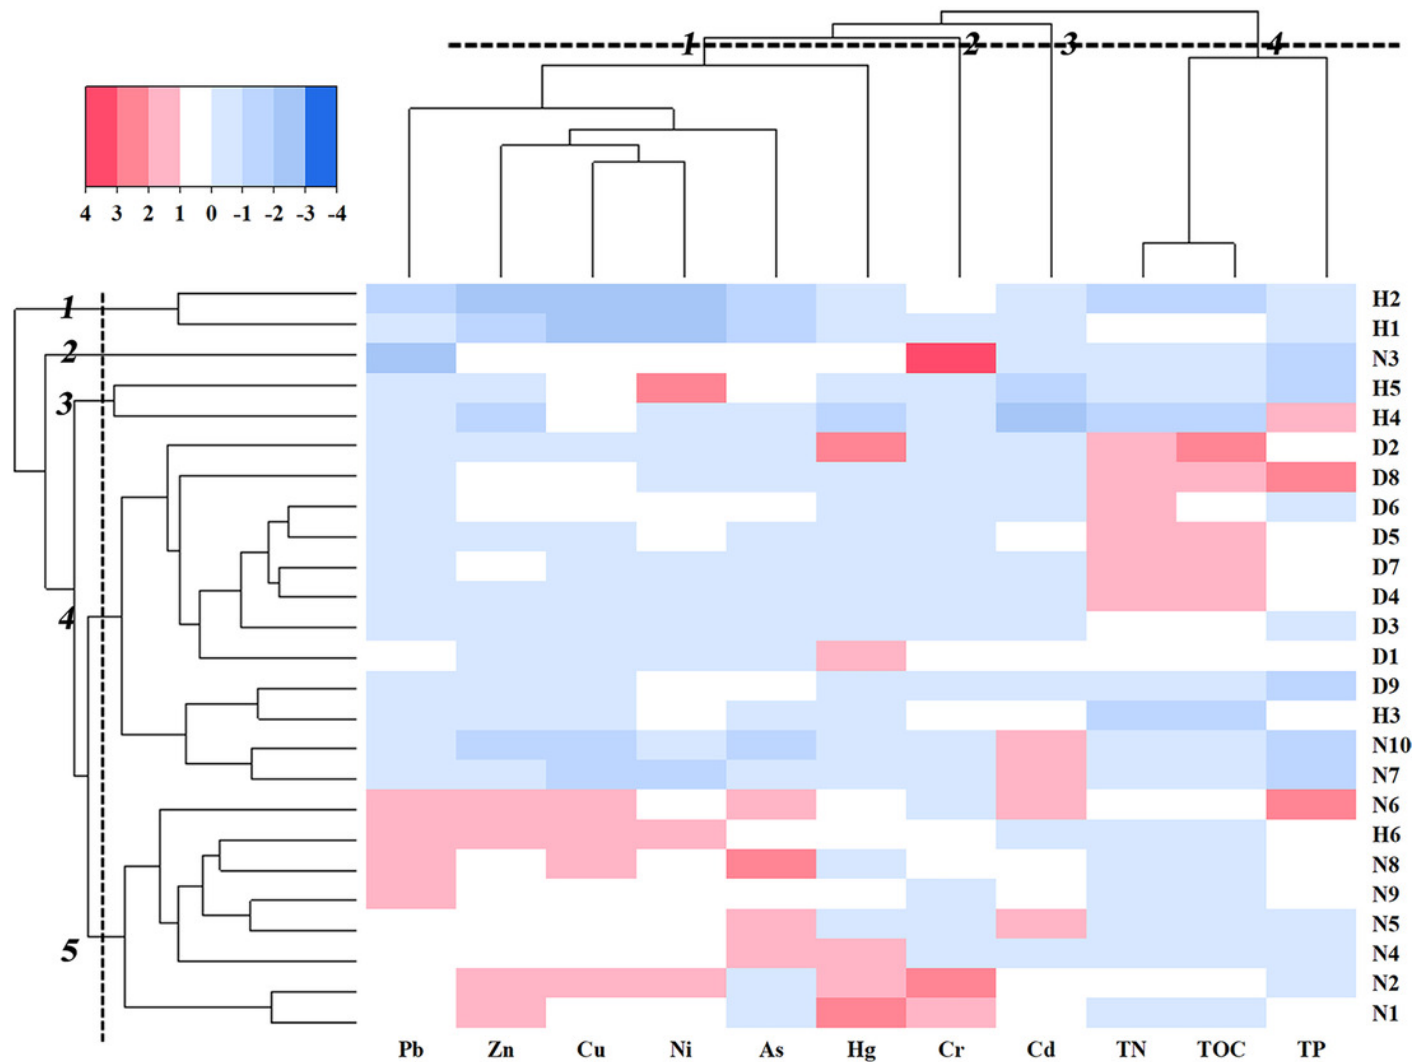 1 2 3 4
4 3 2 1 0 -1 -2 -3 -4
1
2
3
4
5
H2
H1
N3
H5
H4
D2
D8
D6
D5
D7
D4
D3
D1
D9
H3
N10
N7
N6
H6
N8
N9
N5
N4
N2
N1
Pb Zn Cu Ni As Hg Cr Cd TN TOC TP